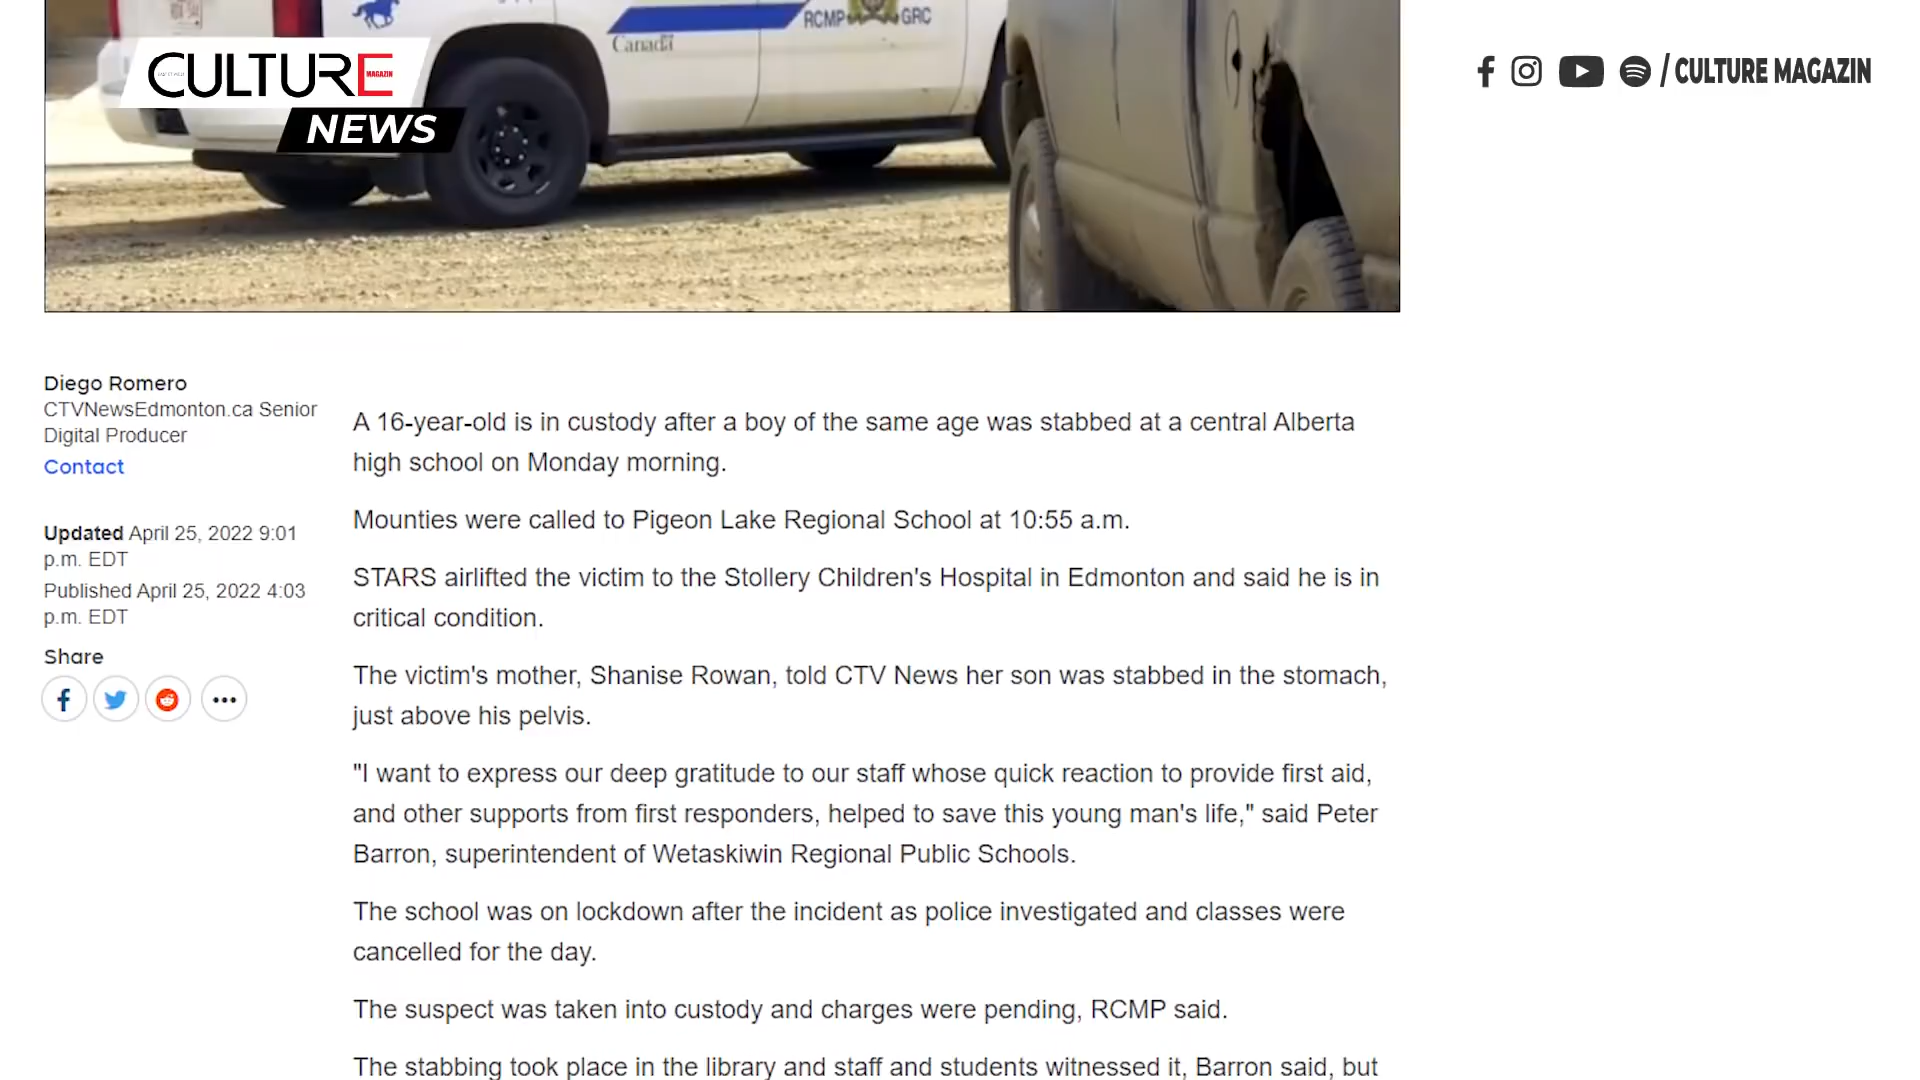 RCMP GRC
Canada
CULTURE
MAGAZIN
NEWS
/ CULTURE MAGAZIN
Diego Romero
CTVNewsEdmonton.ca Senior
Digital Producer
Contact
Updated April 25, 2022 9:01
p.m. EDT
Published April 25, 2022 4:03
p.m. EDT
Share
A 16-year-old is in custody after a boy of the same age was stabbed at a central Alberta
high school on Monday morning.
Mounties were called to Pigeon Lake Regional School at 10:55 a.m.
STARS airlifted the victim to the Stollery Children's Hospital in Edmonton and said he is in
critical condition.
The victim's mother, Shanise Rowan, told CTV News her son was stabbed in the stomach,
just above his pelvis.
"I want to express our deep gratitude to our staff whose quick reaction to provide first aid,
and other supports from first responders, helped to save this young man's life," said Peter
Barron, superintendent of Wetaskiwin Regional Public Schools.
The school was on lockdown after the incident as police investigated and classes were
cancelled for the day.
The suspect was taken into custody and charges were pending, RCMP said.
The stabbing took place in the library and staff and students witnessed it, Barron said, but